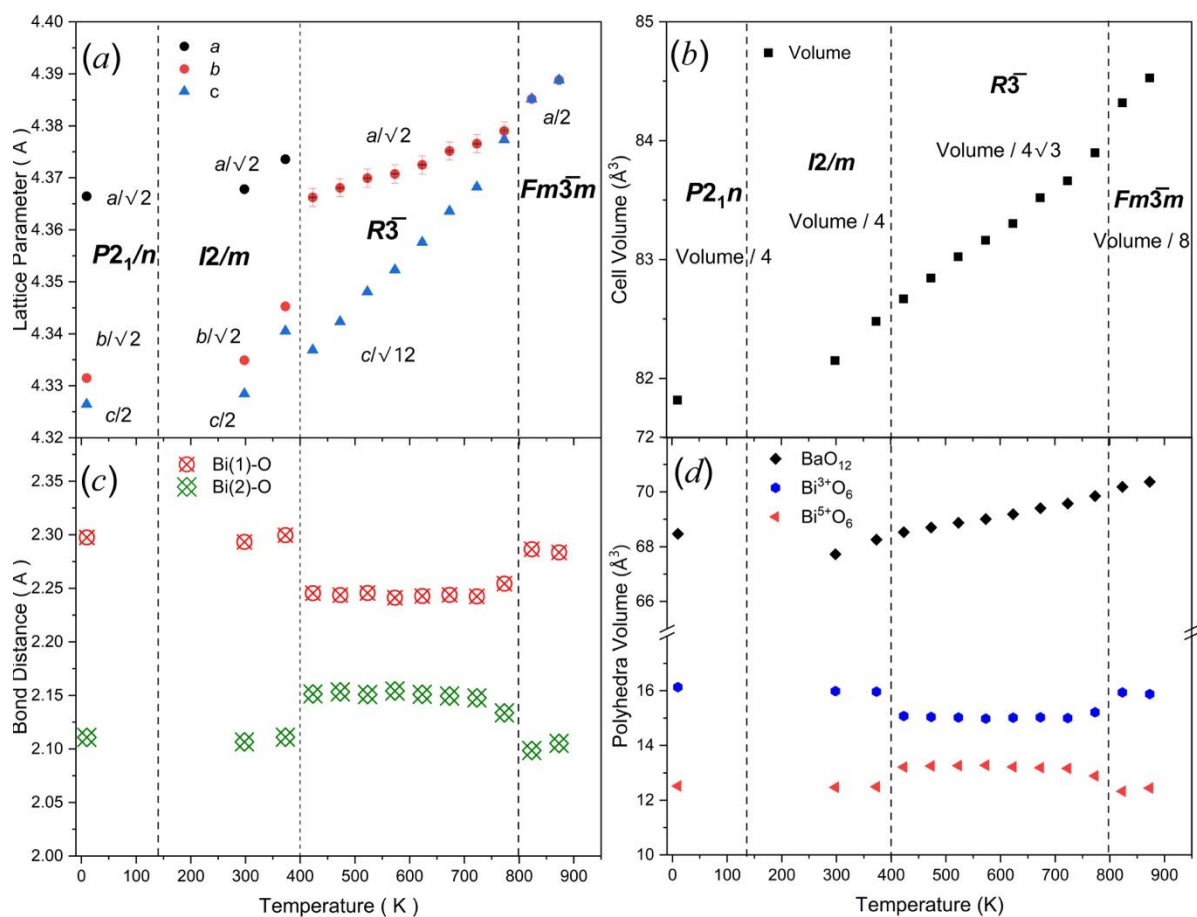 (a)
a
b
c
4.40
4.39
4.38
4.37
4.36
4.35
4.34
4.33
4.32
Lattice Parameter ( A )
a/√2
a/√2
a/√2
a/2
P2₁/n
I2/m
R3̅
Fm3̅m
b/√2
b/√2
c/√12
c/2
c/2
(b)
Volume
85
84
83
82
72
Cell Volume (Å³)
R3̅
Volume / 4√3
I2/m
P2₁n
Fm3̅m
Volume / 4
Volume / 4
Volume / 8
(c)
Bi(1)-O
Bi(2)-O
2.35
2.30
2.25
2.20
2.15
2.10
2.05
2.00
Bond Distance ( A )
0 100 200 300 400 500 600 700 800 900
Temperature ( K )
(d)
BaO₁₂
Bi³⁺O₆
Bi⁵⁺O₆
70
68
66
16
14
12
10
Polyhedra Volume (Å³)
0 100 200 300 400 500 600 700 800 900
Temperature (K)